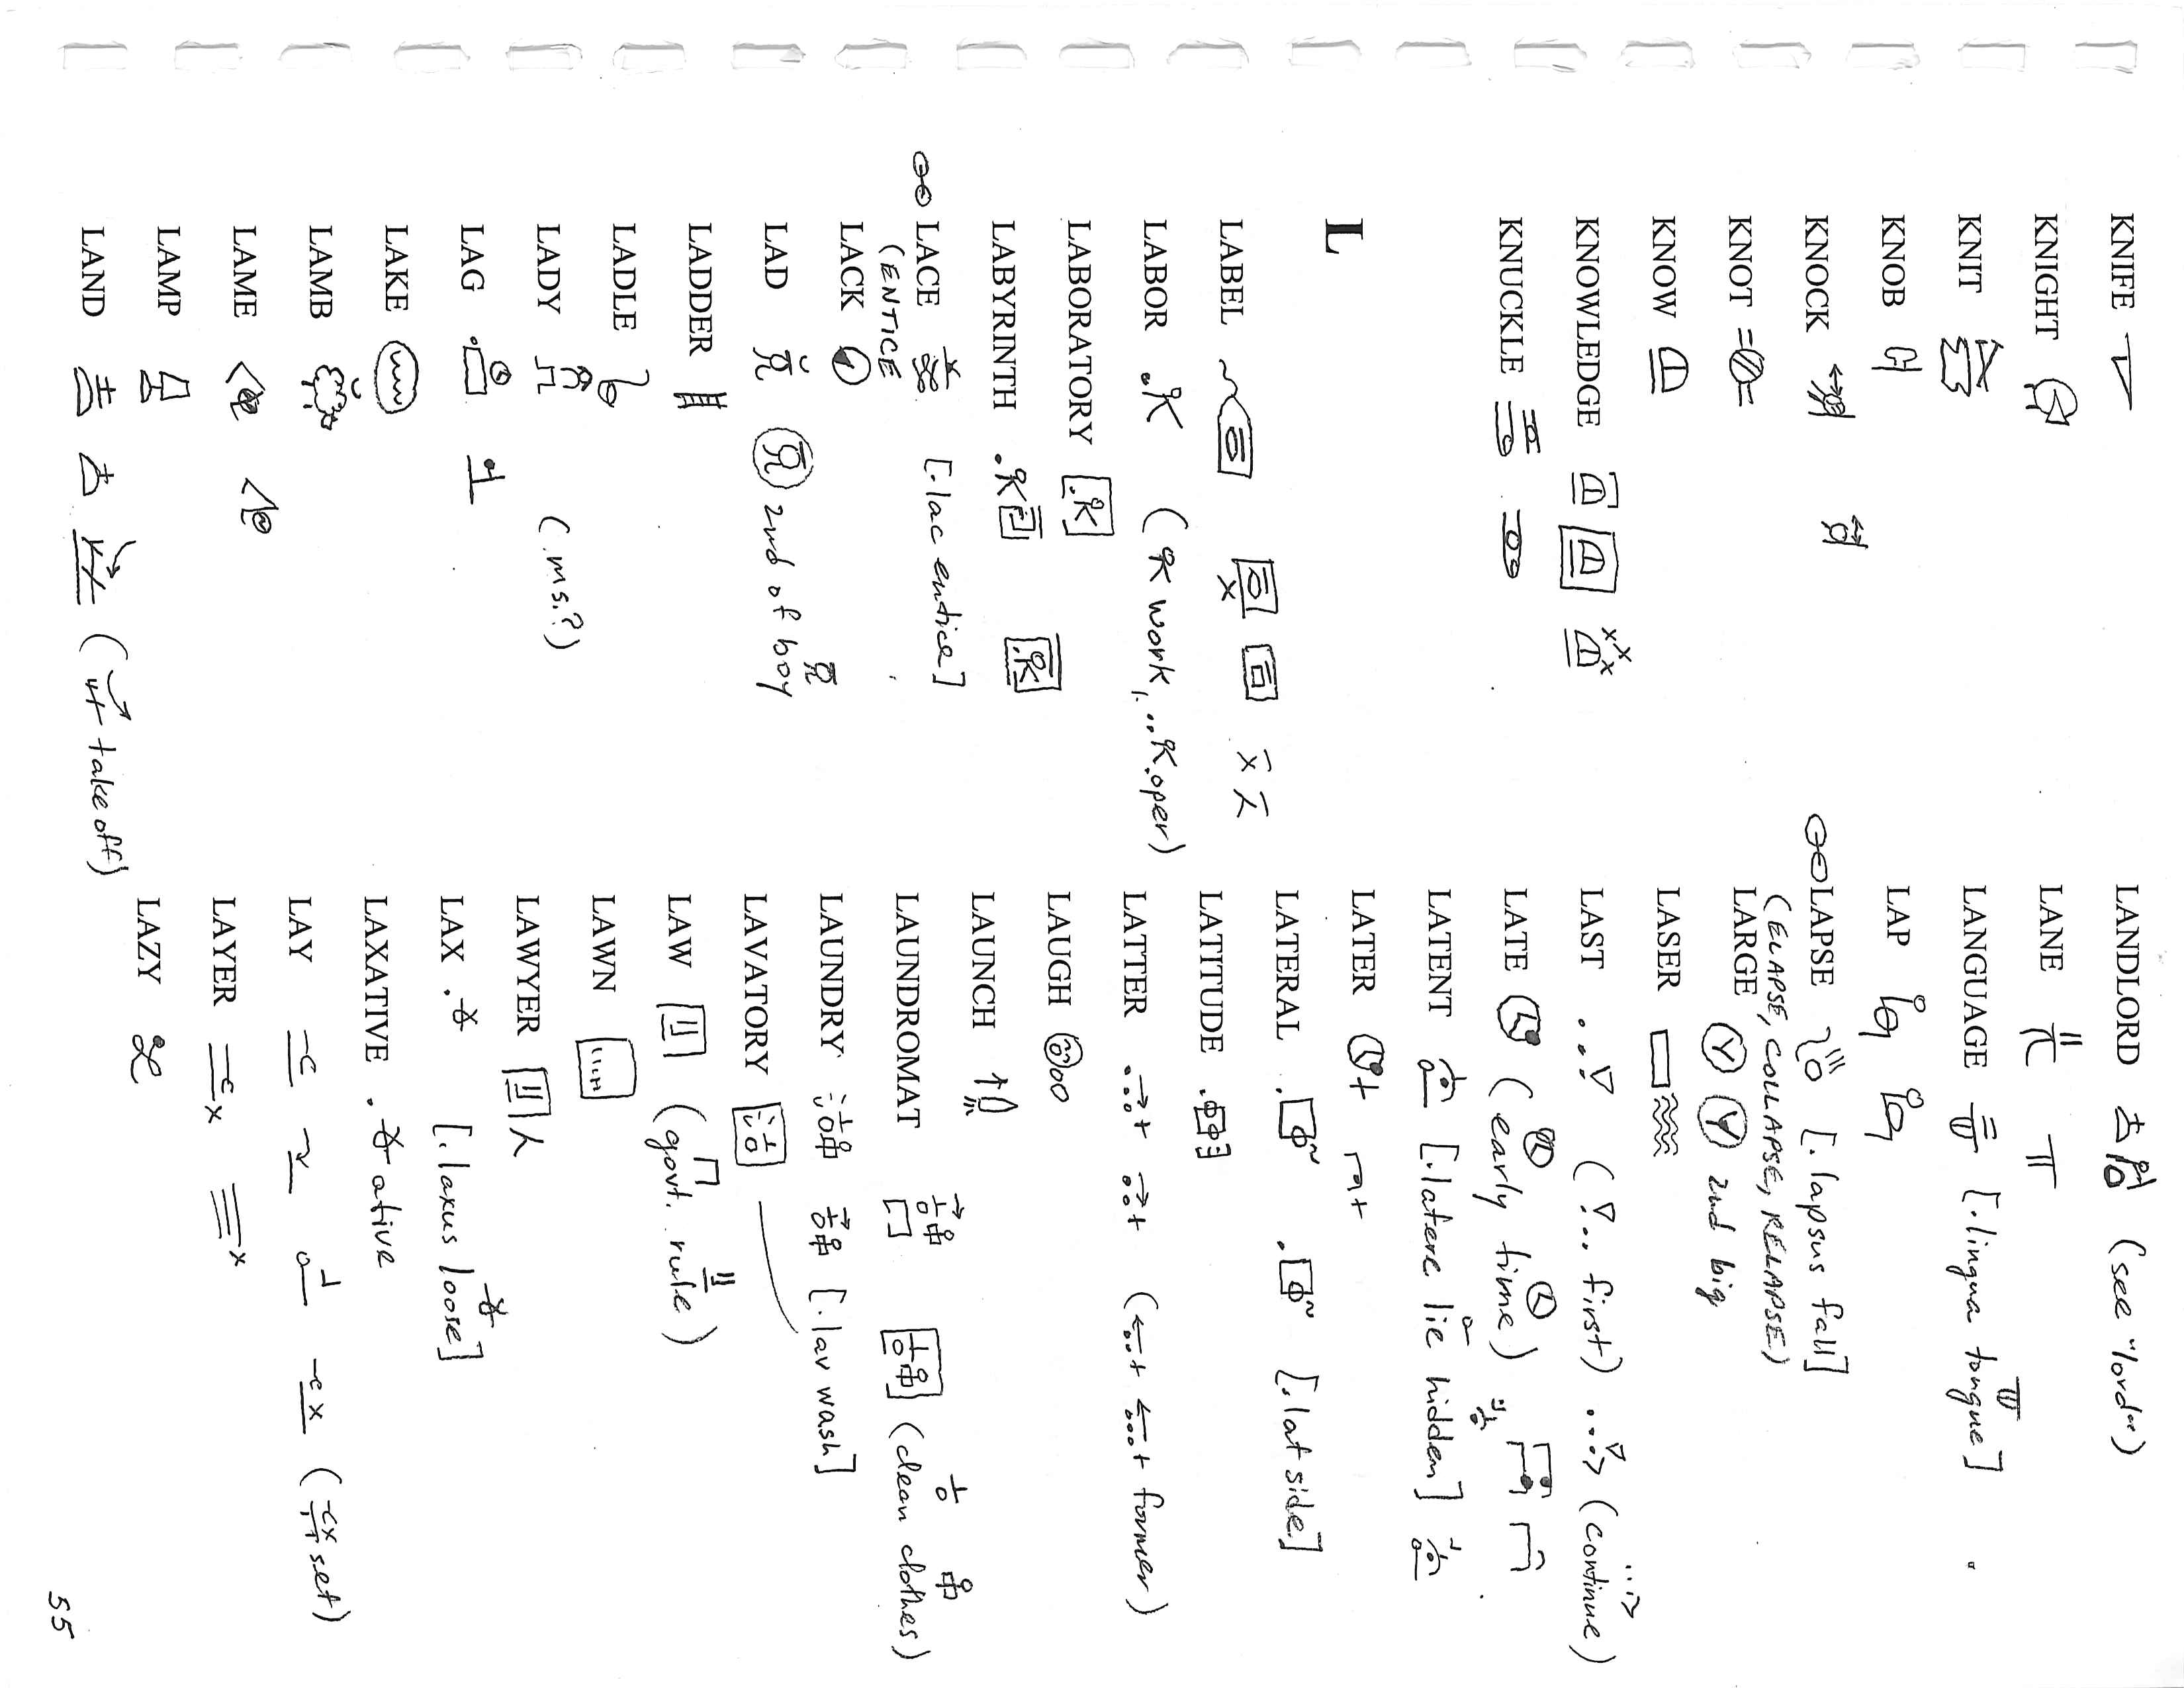 KNIFE
KNIGHT
KNIT
KNOB
KNOCK
KNOT
KNOW
KNOWLEDGE
KNUCKLE
L
LABEL
LABOR (work, ... oper)
LABORATORY
LABYRINTH
LACE [.lac entice]
(ENTICE
LACK
LAD 2nd of boy
LADDER
LADLE
LADY (.ms.?)
LAG
LAKE
LAMB
LAME
LAMP
LAND (take off)
LANDLORD (see "lord")
LANE
LANGUAGE [.lingua tongue]
LAP
LAPSE [.lapsus fall]
(ELAPSE, COLLAPSE, RELAPSE)
LARGE 2nd big
LASER
LAST (... first) (continue)
LATE (early time)
LATENT [.latere lie hidden]
LATER
LATERAL [.lat side]
LATITUDE
LATTER (former)
LAUGH
LAUNCH
LAUNDROMAT (clean clothes)
LAUNDRY [.lav wash]
LAVATORY
LAW (govt. rule)
LAWN
LAWYER
LAX [.laxus loose]
LAXATIVE ative
LAY (set)
LAYER
LAZY
55